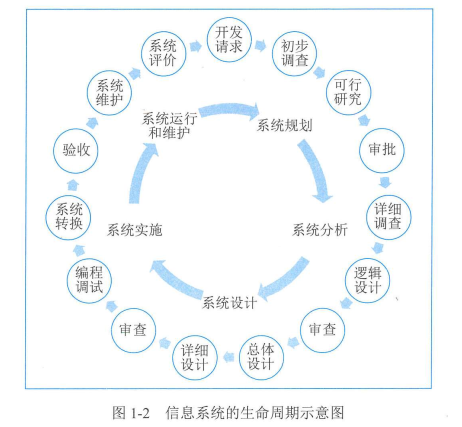 开发
请求
初步
调查
可行
研究
审批
详细
调查
逻辑
设计
审查
总体
设计
详细
设计
审查
编程
调试
系统
转换
验收
系统
维护
系统
评价
系统规划
系统分析
系统设计
系统实施
系统运行
和维护
图 1-2 信息系统的生命周期示意图